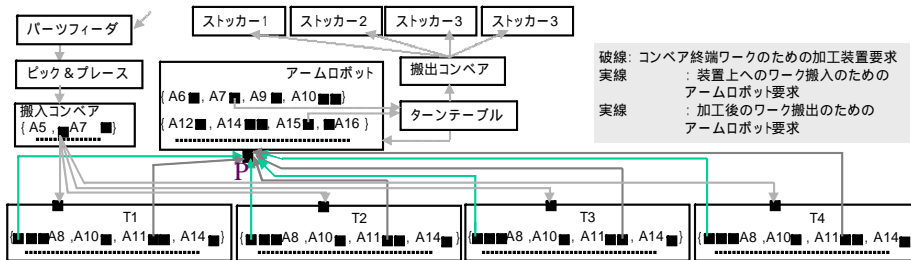 ストッカー1 ストッカー2 ストッカー3 ストッカー3
パーツフィーダ
ピック＆プレース
搬入コンベア
{ A5 ,■A7 ■}
アームロボット
{ A6■, A7■, A9■, A10■■}
{A12■, A14■■, A15■, ■A16 }
搬出コンベア
ターンテーブル
破線: コンベア終端ワークのための加工装置要求
実線 : 装置上へのワーク搬入のための
アームロボット要求
実線 : 加工後のワーク搬出のための
アームロボット要求
P
T1
{■■■A8 ,A10■, A11■■, A14■}
T2
{■■■A8 ,A10■, A11■■, A14■}
T3
{■■■A8 ,A10■, A11■■, A14■}
T4
{■■■A8 ,A10■, A11■■, A14■}